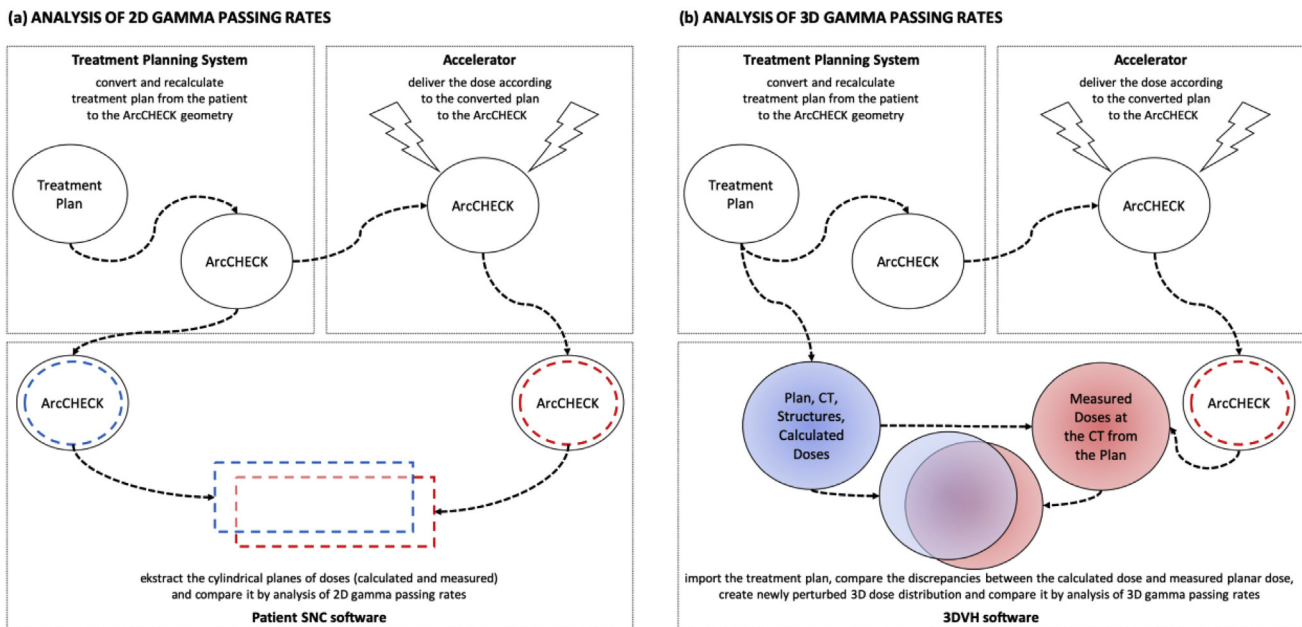 (a) ANALYSIS OF 2D GAMMA PASSING RATES
Treatment Planning System
convert and recalculate
treatment plan from the patient
to the ArcCHECK geometry
Treatment
Plan
ArcCHECK
Accelerator
deliver the dose according
to the converted plan
to the ArcCHECK
ArcCHECK
ArcCHECK
ArcCHECK
ekstract the cylindrical planes of doses (calculated and measured)
and compare it by analysis of 2D gamma passing rates
Patient SNC software
(b) ANALYSIS OF 3D GAMMA PASSING RATES
Treatment Planning System
convert and recalculate
treatment plan from the patient
to the ArcCHECK geometry
Treatment
Plan
ArcCHECK
Accelerator
deliver the dose according
to the converted plan
to the ArcCHECK
ArcCHECK
Plan, CT,
Structures,
Calculated
Doses
Measured
Doses at
the CT from
the Plan
ArcCHECK
import the treatment plan, compare the discrepancies between the calculated dose and measured planar dose,
create newly perturbed 3D dose distribution and compare it by analysis of 3D gamma passing rates
3DVH software